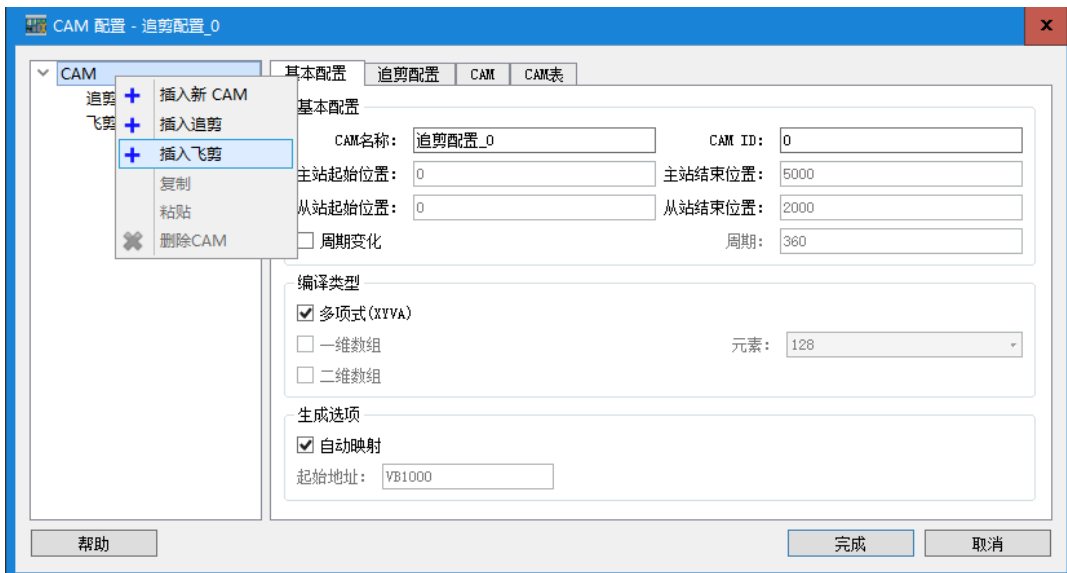 CAM 配置 - 追剪配置_0
x
CAM
追剪
飞剪
插入新 CAM
插入追剪
插入飞剪
复制
粘贴
删除CAM
基本配置 追剪配置 CAM CAM表
基本配置
CAM名称: 追剪配置_0 CAM ID: 0
主站起始位置: 0 主站结束位置: 5000
从站起始位置: 0 从站结束位置: 2000
周期变化 周期: 360
编译类型
多项式(XYVA)
一维数组 元素: 128
二维数组
生成选项
自动映射
起始地址: VB1000
帮助 完成 取消